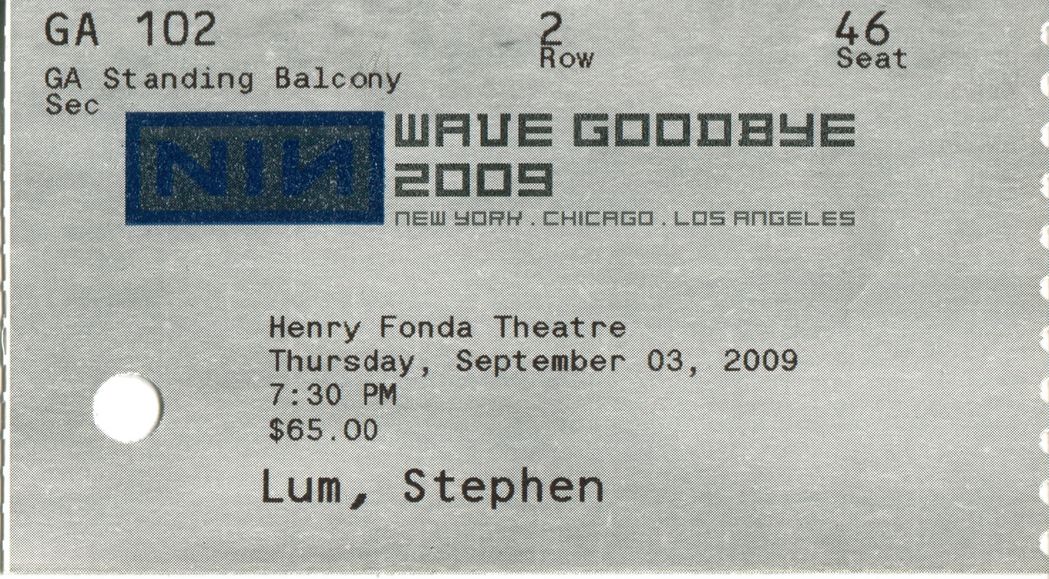 GA 102 2 46
Row Seat
GA Standing Balcony
Sec
NIN WAVE GOODBYE
2009
NEW YORK . CHICAGO . LOS ANGELES
Henry Fonda Theatre
Thursday, September 03, 2009
7:30 PM
$65.00
Lum, Stephen